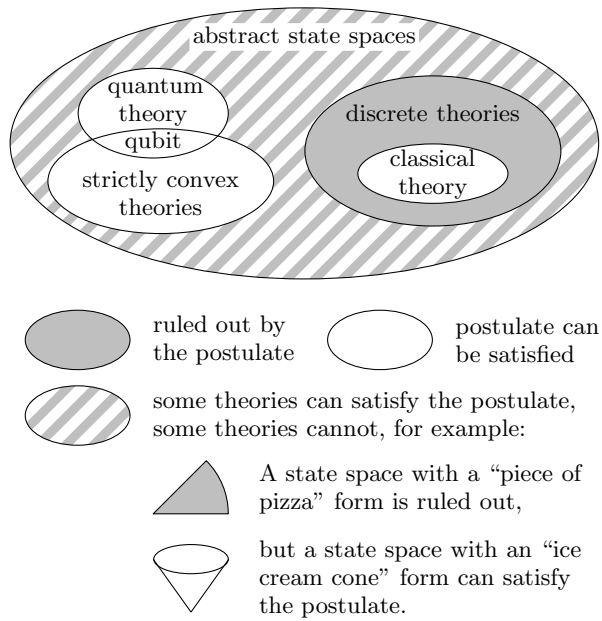 abstract state spaces
quantum
theory
qubit
strictly convex
theories
discrete theories
classical
theory
ruled out by
the postulate
postulate can
be satisfied
some theories can satisfy the postulate,
some theories cannot, for example:
A state space with a “piece of
pizza” form is ruled out,
but a state space with an “ice
cream cone” form can satisfy
the postulate.